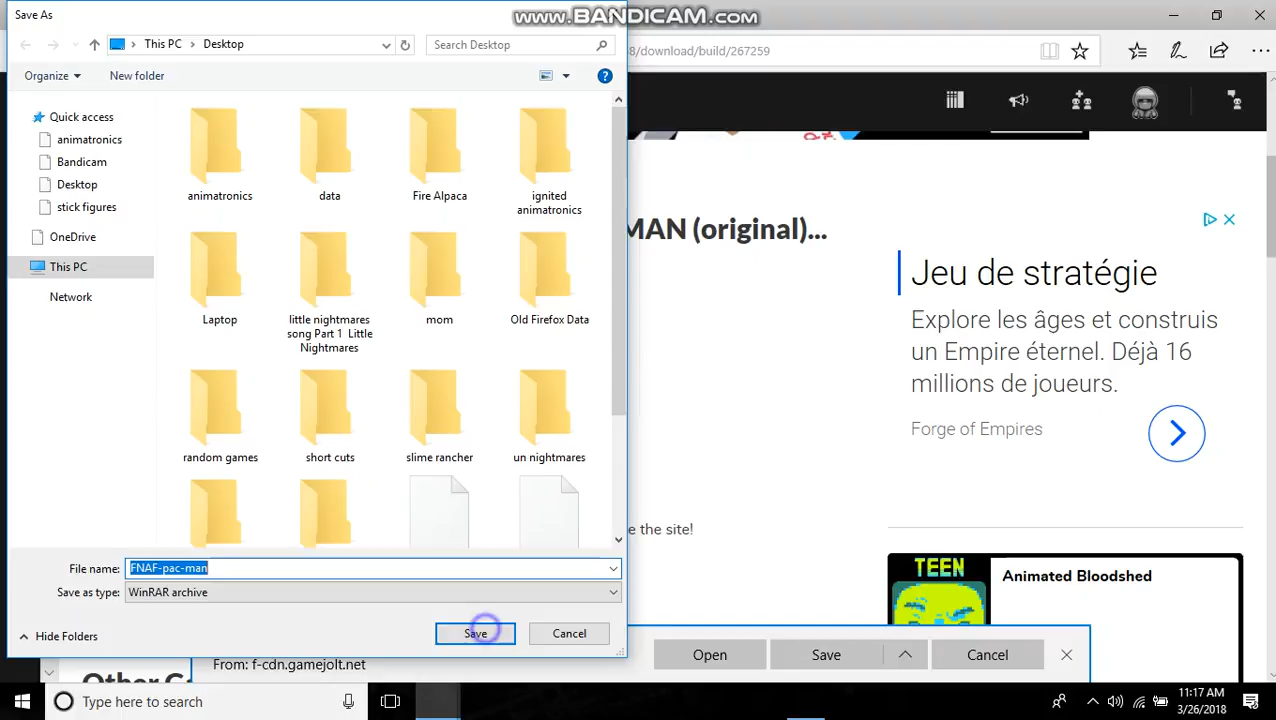 Save As
www.BANDICAM.com
This PC
Desktop
Search Desktop
8/download/build/267259
Organize
New folder
Quick access
animatronics
Bandicam
Desktop
stick figures
OneDrive
This PC
Network
animatronics
data
Fire Alpaca
ignited
animatronics
Laptop
little nightmares
song Part 1 Little
Nightmares
mom
Old Firefox Data
random games
short cuts
slime rancher
un nightmares
File name:
FNAF-pac-man
Save as type:
WinRAR archive
Hide Folders
Save
Cancel
MAN (original)...
Jeu de stratégie
Explore les âges et construis
un Empire éternel. Déjà 16
millions de joueurs.
Forge of Empires
e the site!
TEEN
Animated Bloodshed
From: f-cdn.gamejolt.net
Open
Save
Cancel
Type here to search
11:17 AM
3/26/2018